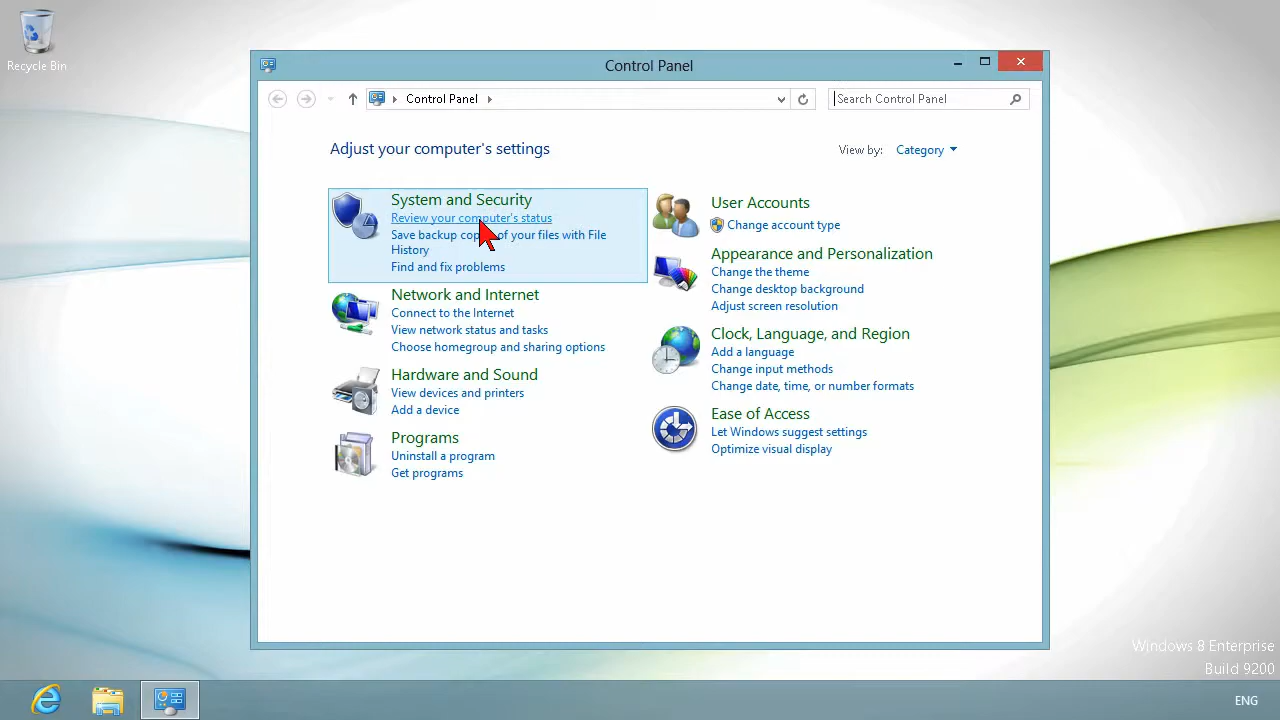 Recycle Bin
Control Panel
Control Panel
Search Control Panel
Adjust your computer's settings
View by: Category
System and Security
Review your computer's status
Save backup copies of your files with File
History
Find and fix problems
Network and Internet
Connect to the Internet
View network status and tasks
Choose homegroup and sharing options
Hardware and Sound
View devices and printers
Add a device
Programs
Uninstall a program
Get programs
User Accounts
Change account type
Appearance and Personalization
Change the theme
Change desktop background
Adjust screen resolution
Clock, Language, and Region
Add a language
Change input methods
Change date, time, or number formats
Ease of Access
Let Windows suggest settings
Optimize visual display
Windows 8 Enterprise
Build 9200
ENG